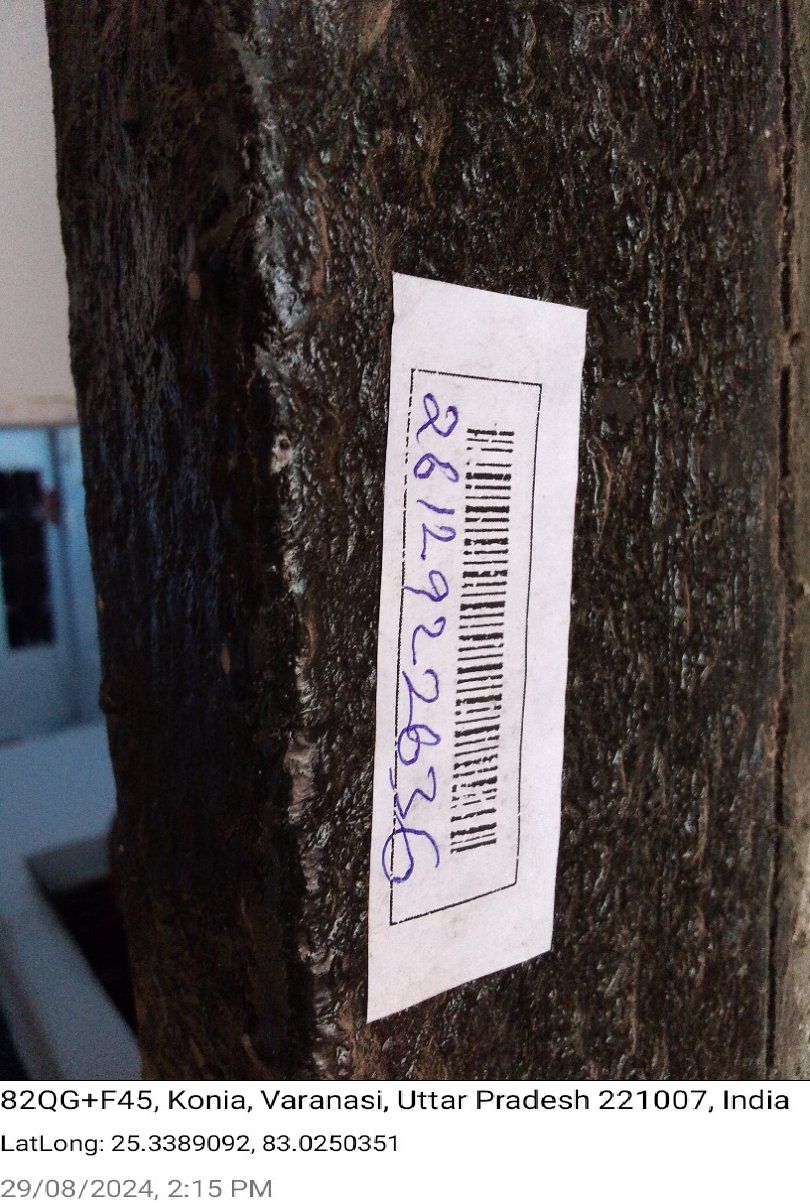 2612922636
82QG+F45, Konia, Varanasi, Uttar Pradesh 221007, India
LatLong: 25.3389092, 83.0250351
29/08/2024, 2:15 PM